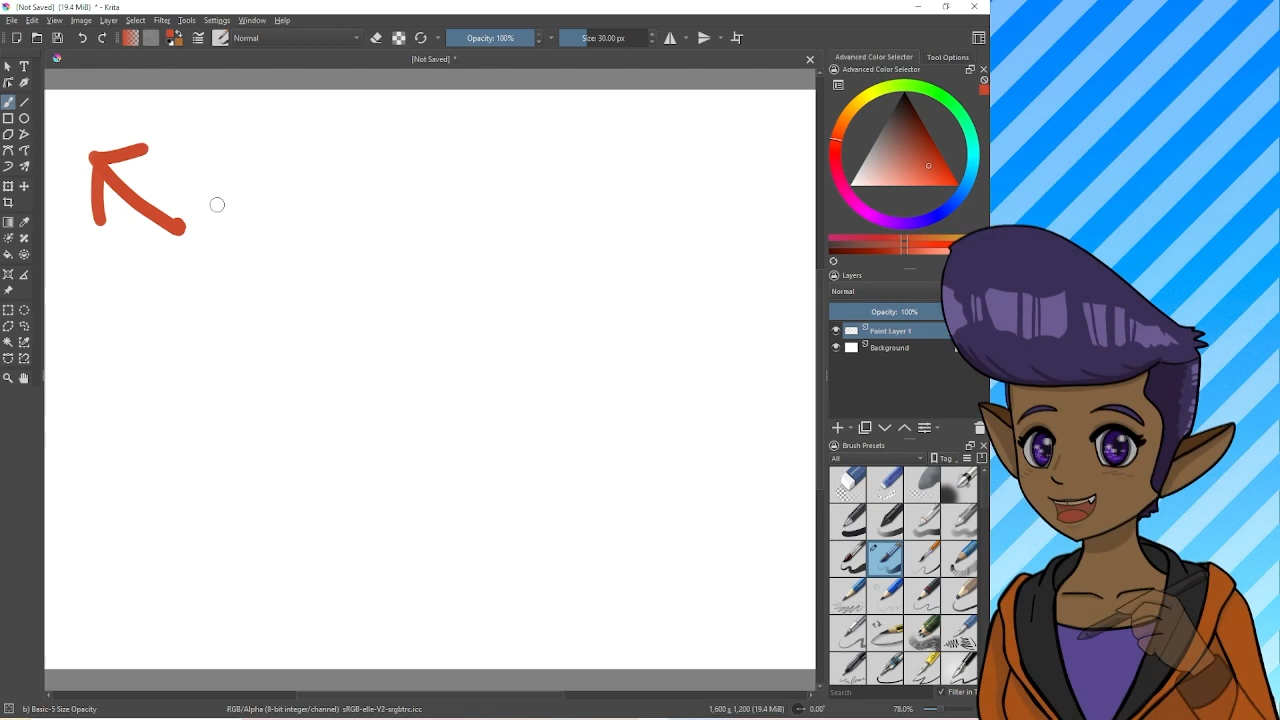 [Not Saved] (19.4 MiB) * - Krita
File Edit View Image Layer Select Filter Tools Settings Window Help
Normal Opacity: 100% Size: 30.00 px
[Not Saved] *
Advanced Color Selector Tool Options
Advanced Color Selector
Layers
Normal
Opacity: 100%
Paint Layer 1
Background
Brush Presets
All Tag
Search Filter in T
b) Basic-5 Size Opacity RGB/Alpha (8-bit integer/channel) sRGB-elle-V2-srgbtrc.icc 1,600 x 1,200 (19.4 MiB) 0.00° 78.0%